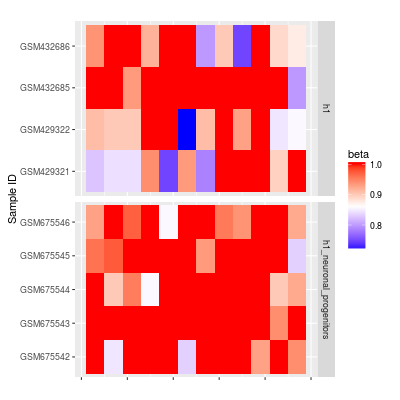 GSM432686
GSM432685
GSM429322
GSM429321
h1
GSM675546
GSM675545
GSM675544
GSM675543
GSM675542
h1_neuronal_progenitors
Sample ID
beta
1.0
0.9
0.8